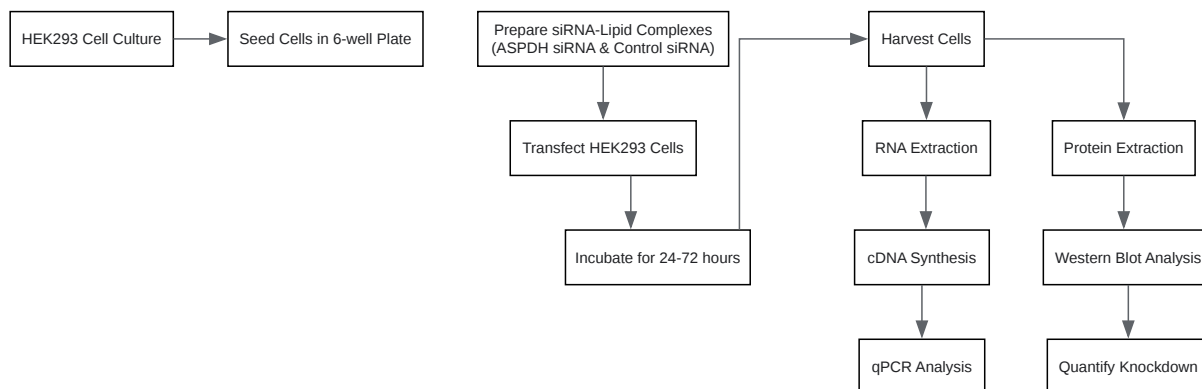 HEK293 Cell Culture
Seed Cells in 6-well Plate
Prepare siRNA-Lipid Complexes
(ASPDH siRNA & Control siRNA)
Transfect HEK293 Cells
Incubate for 24-72 hours
Harvest Cells
RNA Extraction
Protein Extraction
cDNA Synthesis
Western Blot Analysis
qPCR Analysis
Quantify Knockdown